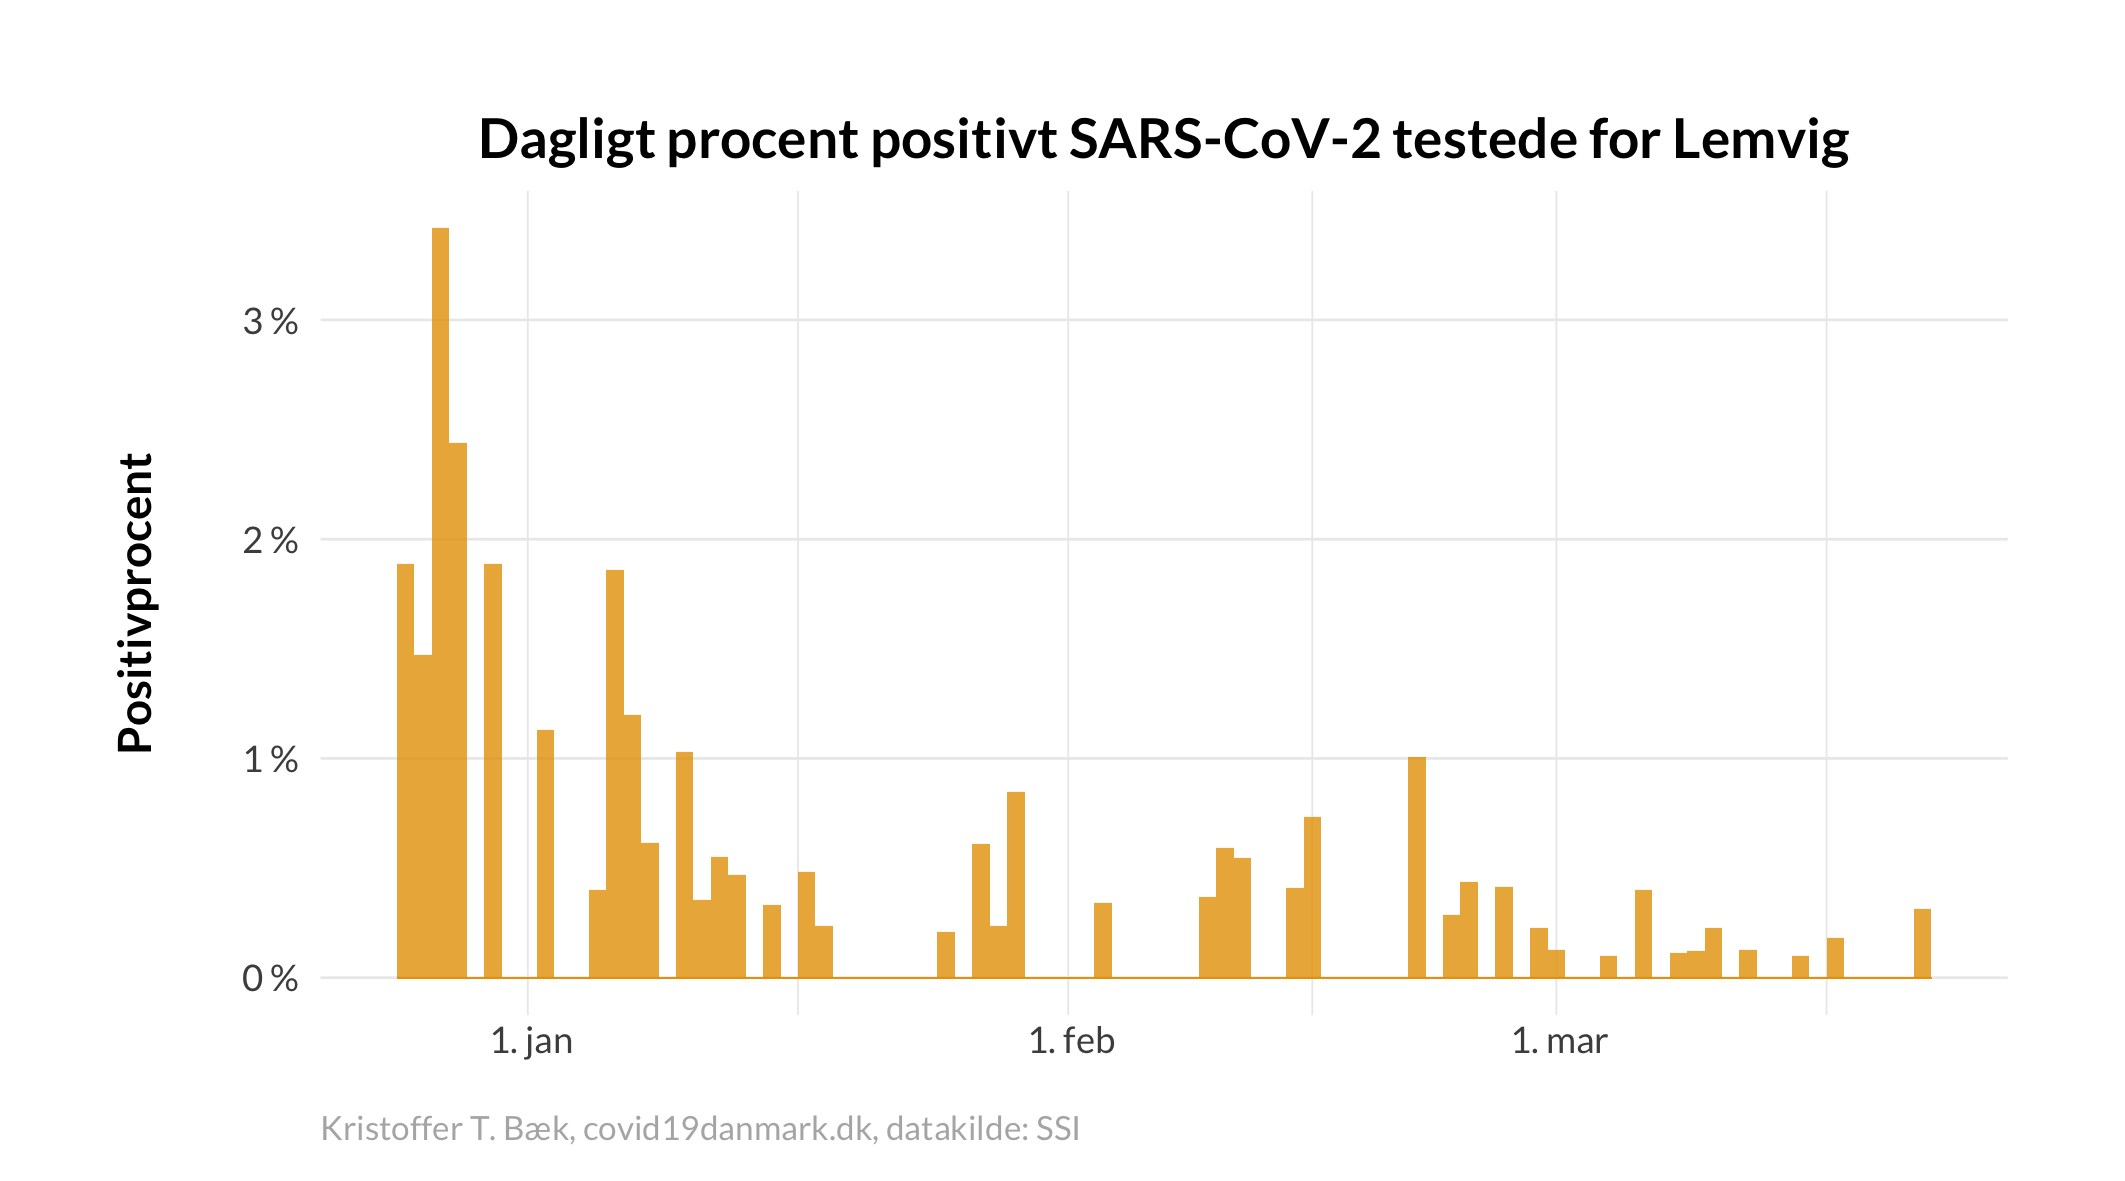 Dagligt procent positivt SARS-CoV-2 testede for Lemvig
Positivprocent
3 %
2 %
1 %
0 %
1. jan
1. feb
1. mar
Kristoffer T. Bæk, covid19danmark.dk, datakilde: SSI